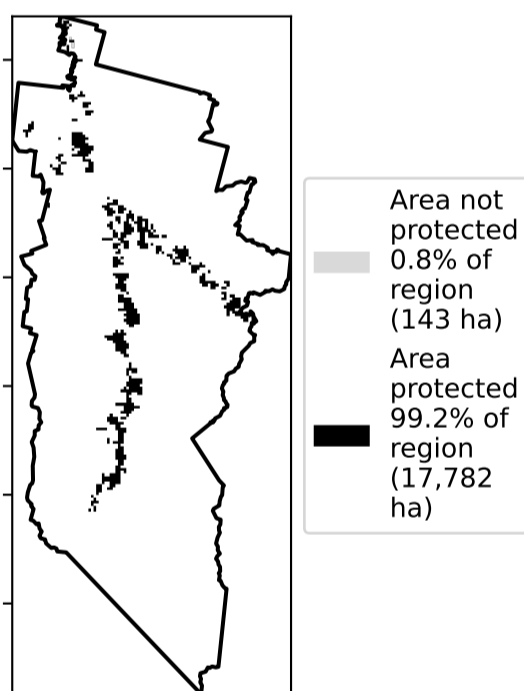 Area not
protected
0.8% of
region
(143 ha)
Area
protected
99.2% of
region
(17,782
ha)